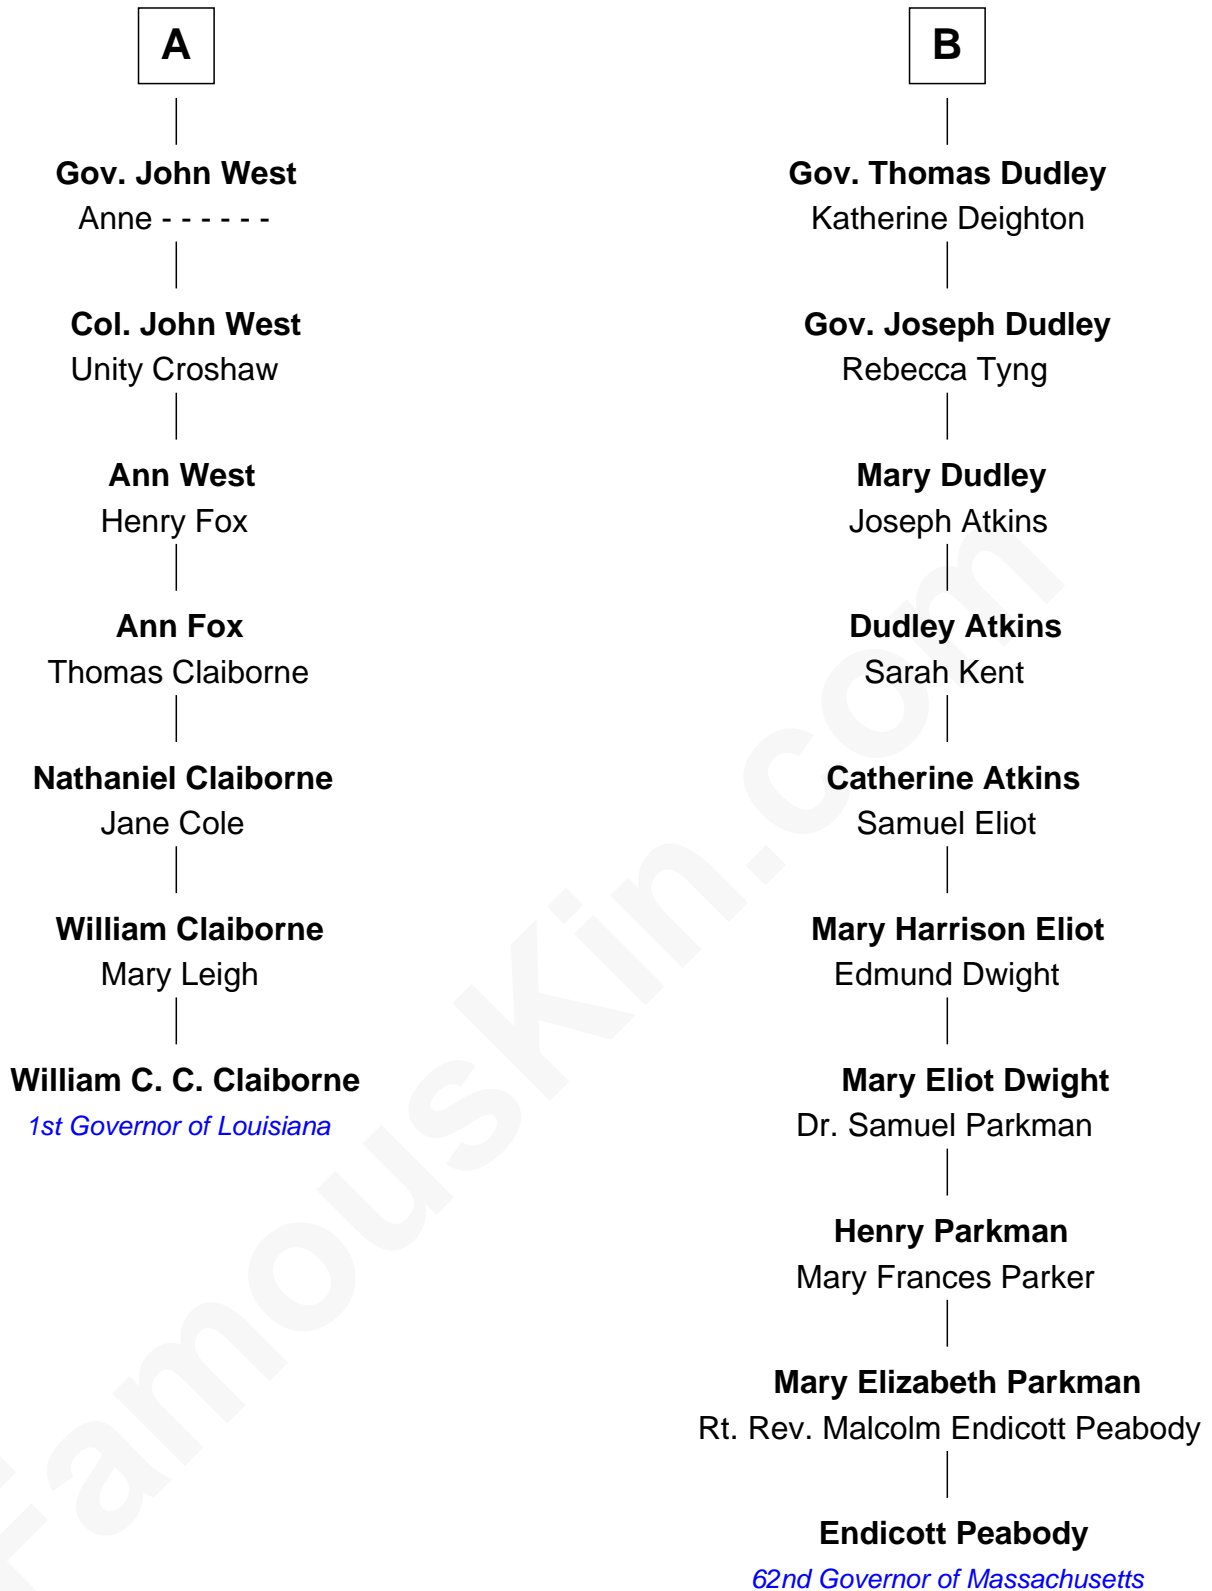 A
Gov. John West
Anne - - - - - -
Col. John West
Unity Croshaw
Ann West
Henry Fox
Ann Fox
Thomas Claiborne
Nathaniel Claiborne
Jane Cole
William Claiborne
Mary Leigh
William C. C. Claiborne
1st Governor of Louisiana
B
Gov. Thomas Dudley
Katherine Deighton
Gov. Joseph Dudley
Rebecca Tyng
Mary Dudley
Joseph Atkins
Dudley Atkins
Sarah Kent
Catherine Atkins
Samuel Eliot
Mary Harrison Eliot
Edmund Dwight
Mary Eliot Dwight
Dr. Samuel Parkman
Henry Parkman
Mary Frances Parker
Mary Elizabeth Parkman
Rt. Rev. Malcolm Endicott Peabody
Endicott Peabody
62nd Governor of Massachusetts
FamousKin.com